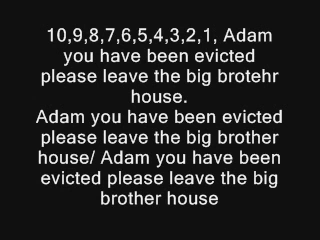 10,9,8,7,6,5,4,3,2,1, Adam
you have been evicted
please leave the big brotehr
house.
Adam you have been evicted
please leave the big brother
house/ Adam you have been
evicted please leave the big
brother house